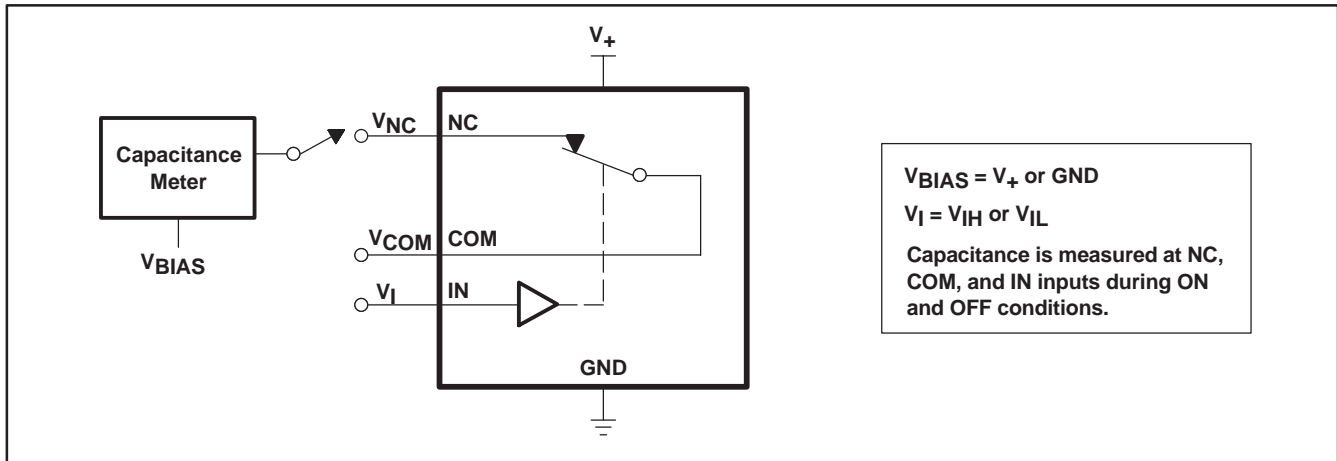 V+
VNC NC
Capacitance
Meter
VBIAS
VCOM COM
VI IN
GND
VBIAS = V+ or GND
VI = VIH or VIL
Capacitance is measured at NC,
COM, and IN inputs during ON
and OFF conditions.